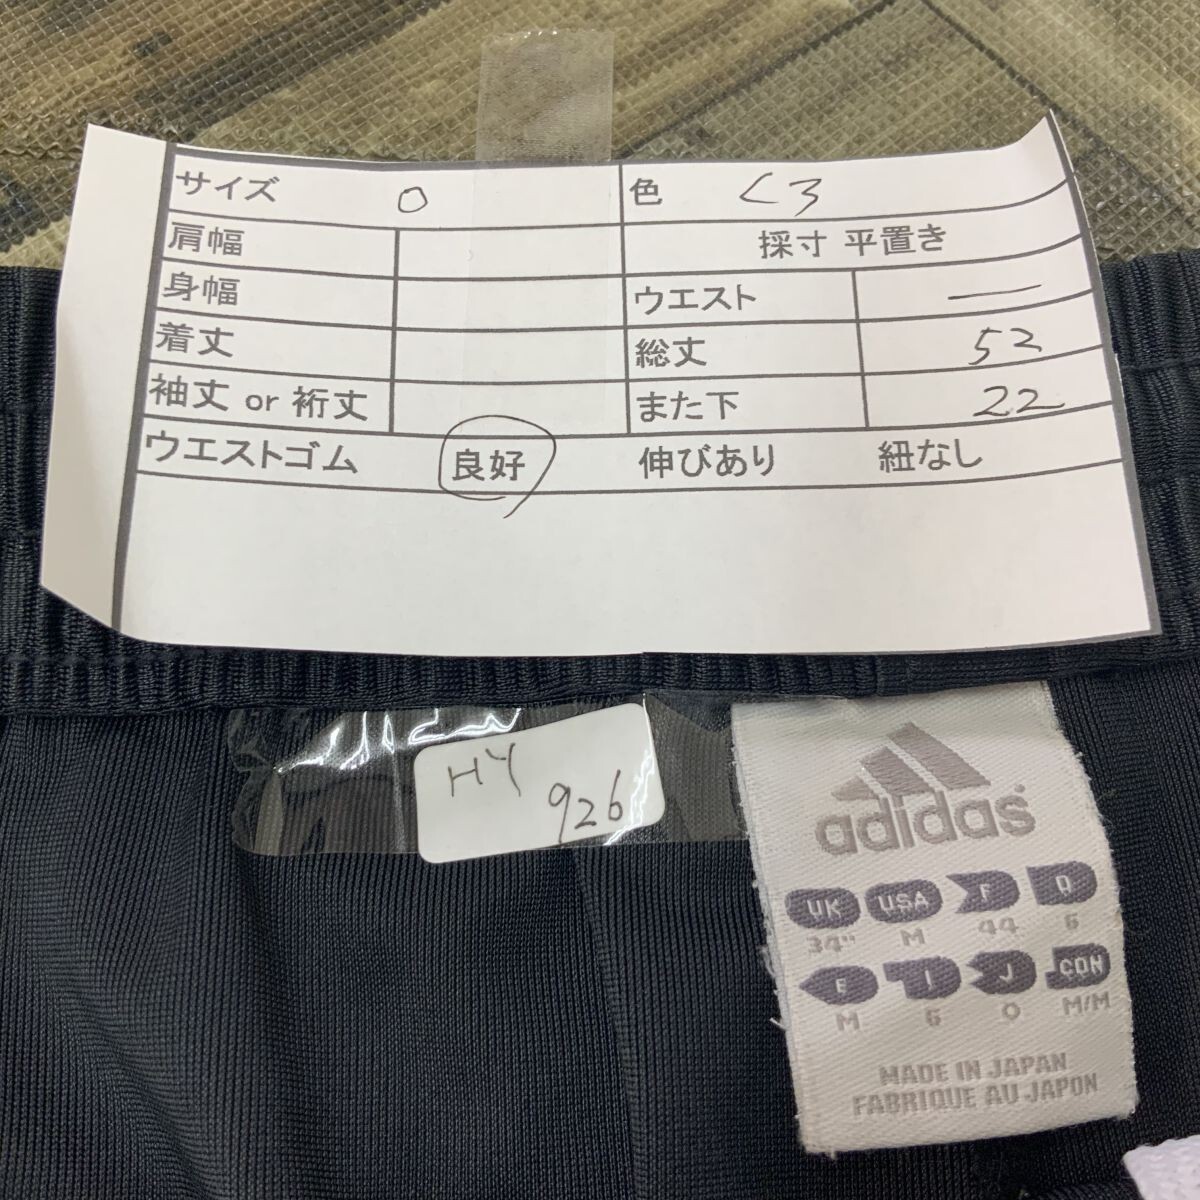 サイズ O 色 くろ
肩幅 採寸 平置き
身幅 ウエスト —
着丈 総丈 52
袖丈 or 裄丈 また下 22
ウエストゴム 良好 伸びあり 紐なし
HY
926
adidas
UK USA F D
34" M 44 6
E I J CON
M 6 O M/M
MADE IN JAPAN
FABRIQUE AU JAPON